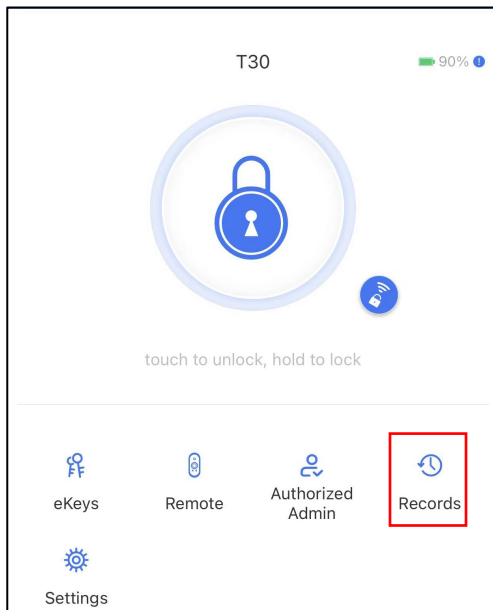 T30
90%
touch to unlock, hold to lock
eKeys
Remote
Authorized
Admin
Records
Settings